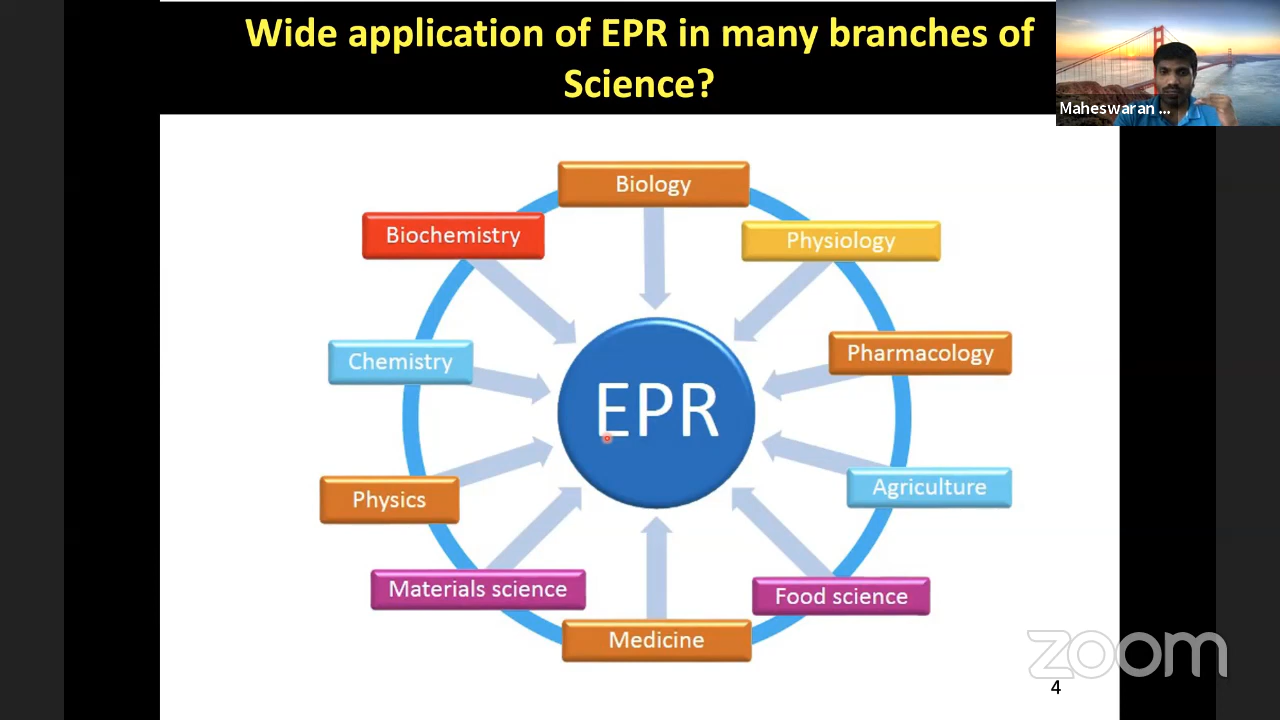 Wide application of EPR in many branches of
Science?
Maheswaran ...
Biology
Biochemistry
Physiology
Chemistry
Pharmacology
EPR
Physics
Agriculture
Materials science
Food science
Medicine
zoom
4